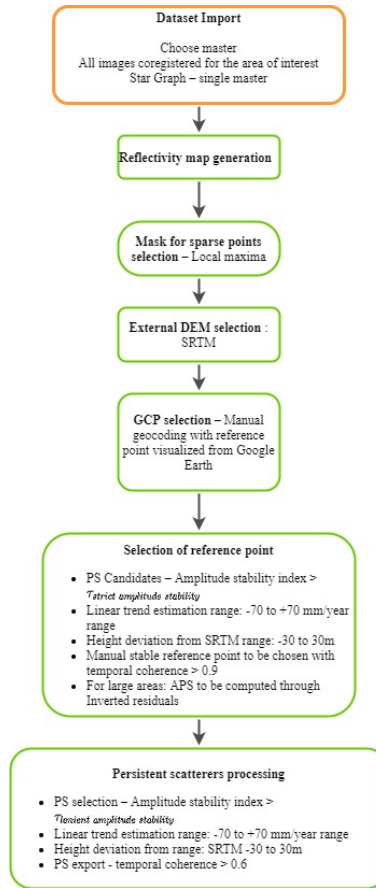 Dataset Import
Choose master
All images coregistered for the area of interest
Star Graph – single master
Reflectivity map generation
Mask for sparse points
selection – Local maxima
External DEM selection :
SRTM
GCP selection – Manual
geocoding with reference
point visualized from Google
Earth
Selection of reference point
• PS Candidates – Amplitude stability index >
τstrict amplitude stability
• Linear trend estimation range: -70 to +70 mm/year
range
• Height deviation from SRTM range: -30 to 30m
• Manual stable reference point to be chosen with
temporal coherence > 0.9
• For large areas: APS to be computed through
Inverted residuals
Persistent scatterers processing
• PS selection – Amplitude stability index >
τlenient amplitude stability
• Linear trend estimation range: -70 to +70 mm/year range
• Height deviation from range: SRTM -30 to 30m
• PS export - temporal coherence > 0.6